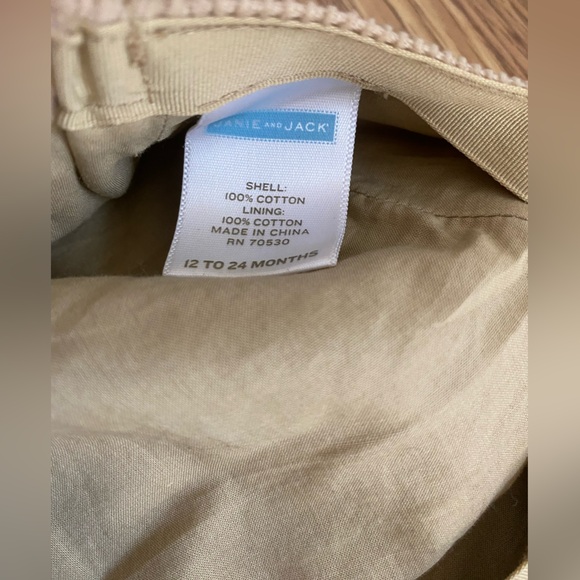 JANIE AND JACK
SHELL:
100% COTTON
LINING:
100% COTTON
MADE IN CHINA
RN 70530
12 TO 24 MONTHS